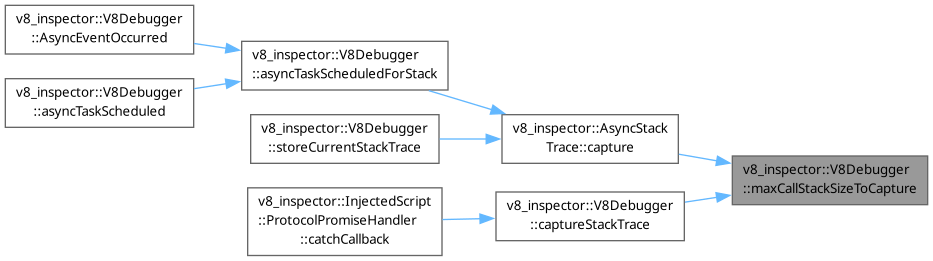 v8_inspector::V8Debugger
::AsyncEventOccurred
v8_inspector::V8Debugger
::asyncTaskScheduled
v8_inspector::V8Debugger
::asyncTaskScheduledForStack
v8_inspector::V8Debugger
::storeCurrentStackTrace
v8_inspector::InjectedScript
::ProtocolPromiseHandler
::catchCallback
v8_inspector::AsyncStack
Trace::capture
v8_inspector::V8Debugger
::captureStackTrace
v8_inspector::V8Debugger
::maxCallStackSizeToCapture